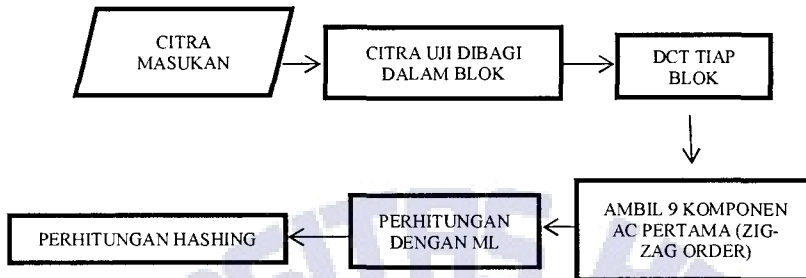 CITRA
MASUKAN
CITRA UJI DIBAGI
DALAM BLOK
DCT TIAP
BLOK
AMBIL 9 KOMPONEN
AC PERTAMA (ZIG-
ZAG ORDER)
PERHITUNGAN
DENGAN ML
PERHITUNGAN HASHING